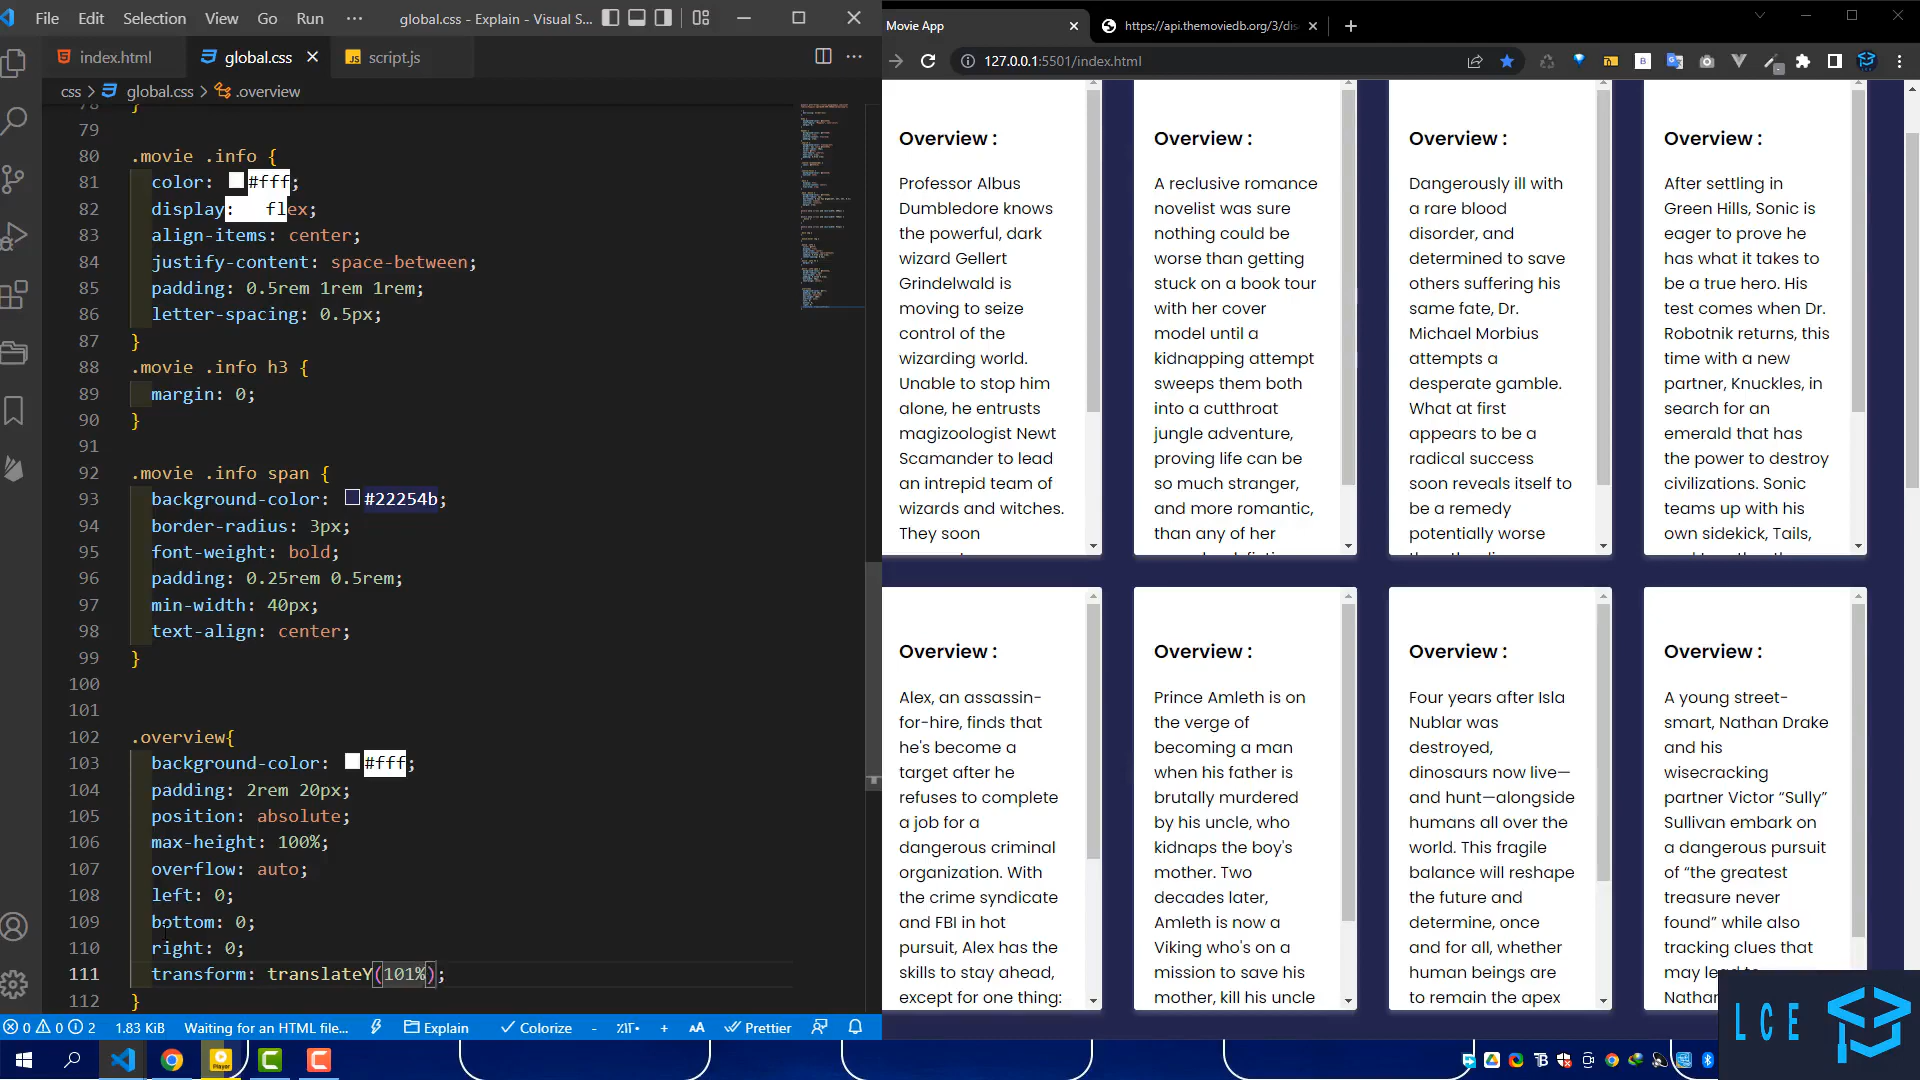 File Edit Selection View Go Run ··· global.css - Explain - Visual S...
index.html global.css script.js
css > global.css > .overview
78 }
79
80 .movie .info {
81 color: #fff;
82 display: flex;
83 align-items: center;
84 justify-content: space-between;
85 padding: 0.5rem 1rem 1rem;
86 letter-spacing: 0.5px;
87 }
88 .movie .info h3 {
89 margin: 0;
90 }
91
92 .movie .info span {
93 background-color: #22254b;
94 border-radius: 3px;
95 font-weight: bold;
96 padding: 0.25rem 0.5rem;
97 min-width: 40px;
98 text-align: center;
99 }
100
101
102 .overview{
103 background-color: #fff;
104 padding: 2rem 20px;
105 position: absolute;
106 max-height: 100%;
107 overflow: auto;
108 left: 0;
109 bottom: 0;
110 right: 0;
111 transform: translateY(101%);
112 }
0 0 2 1.83 KiB Waiting for an HTML file... Explain Colorize - + Prettier
Movie App https://api.themoviedb.org/3/dis
127.0.0.1:5501/index.html
Overview :
Professor Albus
Dumbledore knows
the powerful, dark
wizard Gellert
Grindelwald is
moving to seize
control of the
wizarding world.
Unable to stop him
alone, he entrusts
magizoologist Newt
Scamander to lead
an intrepid team of
wizards and witches.
They soon
Overview :
A reclusive romance
novelist was sure
nothing could be
worse than getting
stuck on a book tour
with her cover
model until a
kidnapping attempt
sweeps them both
into a cutthroat
jungle adventure,
proving life can be
so much stranger,
and more romantic,
than any of her
Overview :
Dangerously ill with
a rare blood
disorder, and
determined to save
others suffering his
same fate, Dr.
Michael Morbius
attempts a
desperate gamble.
What at first
appears to be a
radical success
soon reveals itself to
be a remedy
potentially worse
Overview :
After settling in
Green Hills, Sonic is
eager to prove he
has what it takes to
be a true hero. His
test comes when Dr.
Robotnik returns, this
time with a new
partner, Knuckles, in
search for an
emerald that has
the power to destroy
civilizations. Sonic
teams up with his
own sidekick, Tails,
Overview :
Alex, an assassin-
for-hire, finds that
he's become a
target after he
refuses to complete
a job for a
dangerous criminal
organization. With
the crime syndicate
and FBI in hot
pursuit, Alex has the
skills to stay ahead,
except for one thing:
Overview :
Prince Amleth is on
the verge of
becoming a man
when his father is
brutally murdered
by his uncle, who
kidnaps the boy's
mother. Two
decades later,
Amleth is now a
Viking who's on a
mission to save his
mother, kill his uncle
Overview :
Four years after Isla
Nublar was
destroyed,
dinosaurs now live—
and hunt—alongside
humans all over the
world. This fragile
balance will reshape
the future and
determine, once
and for all, whether
human beings are
to remain the apex
Overview :
A young street-
smart, Nathan Drake
and his
wisecracking
partner Victor “Sully”
Sullivan embark on
a dangerous pursuit
of “the greatest
treasure never
found” while also
tracking clues that
may lead to
Nathan
LCE